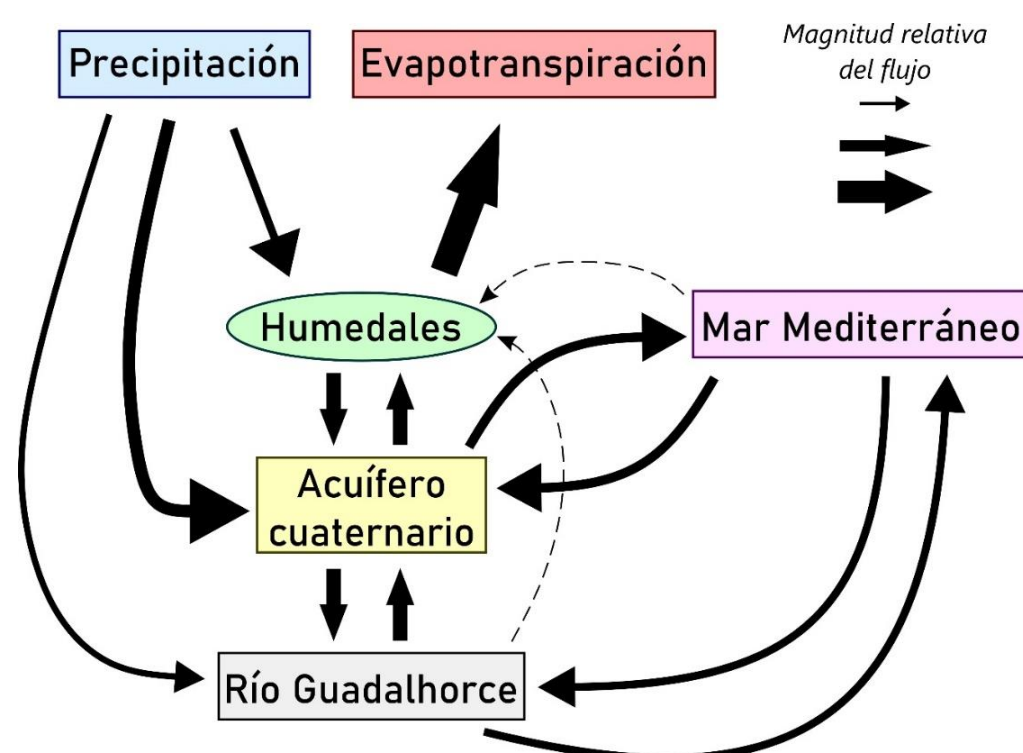 Precipitación
Evapotranspiración
Magnitud relativa
del flujo
Humedales
Mar Mediterráneo
Acuífero
cuaternario
Río Guadalhorce